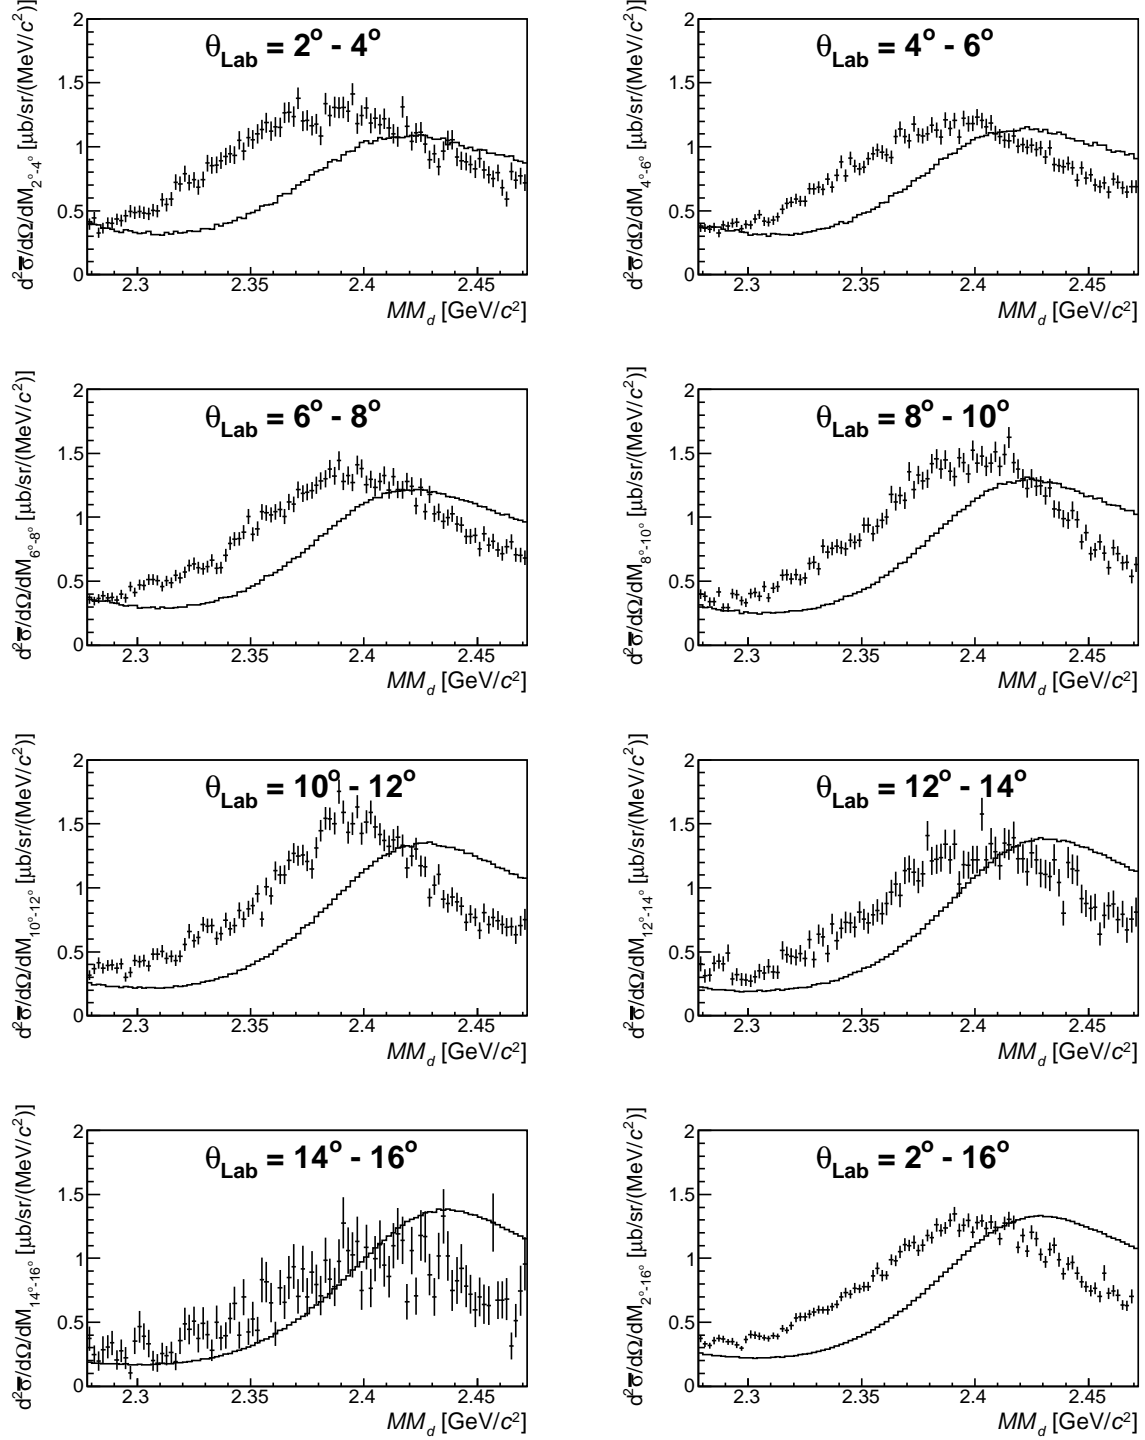 θLab = 2° - 4°
d²σ̅/dΩ/dM2°-4° [μb/sr/(MeV/c²)]
2
1.5
1
0.5
0
2.3 2.35 2.4 2.45
MMd [GeV/c²]
θLab = 4° - 6°
d²σ̅/dΩ/dM4°-6° [μb/sr/(MeV/c²)]
2
1.5
1
0.5
0
2.3 2.35 2.4 2.45
MMd [GeV/c²]
θLab = 6° - 8°
d²σ̅/dΩ/dM6°-8° [μb/sr/(MeV/c²)]
2
1.5
1
0.5
0
2.3 2.35 2.4 2.45
MMd [GeV/c²]
θLab = 8° - 10°
d²σ̅/dΩ/dM8°-10° [μb/sr/(MeV/c²)]
2
1.5
1
0.5
0
2.3 2.35 2.4 2.45
MMd [GeV/c²]
θLab = 10° - 12°
d²σ̅/dΩ/dM10°-12° [μb/sr/(MeV/c²)]
2
1.5
1
0.5
0
2.3 2.35 2.4 2.45
MMd [GeV/c²]
θLab = 12° - 14°
d²σ̅/dΩ/dM12°-14° [μb/sr/(MeV/c²)]
2
1.5
1
0.5
0
2.3 2.35 2.4 2.45
MMd [GeV/c²]
θLab = 14° - 16°
d²σ̅/dΩ/dM14°-16° [μb/sr/(MeV/c²)]
2
1.5
1
0.5
0
2.3 2.35 2.4 2.45
MMd [GeV/c²]
θLab = 2° - 16°
d²σ̅/dΩ/dM2°-16° [μb/sr/(MeV/c²)]
2
1.5
1
0.5
0
2.3 2.35 2.4 2.45
MMd [GeV/c²]